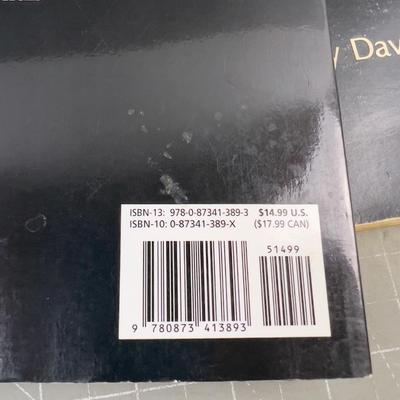 y Dav
ISBN-13: 978-0-87341-389-3 $14.99 U.S.
ISBN-10: 0-87341-389-X ($17.99 CAN)
51499
9 780873 413893